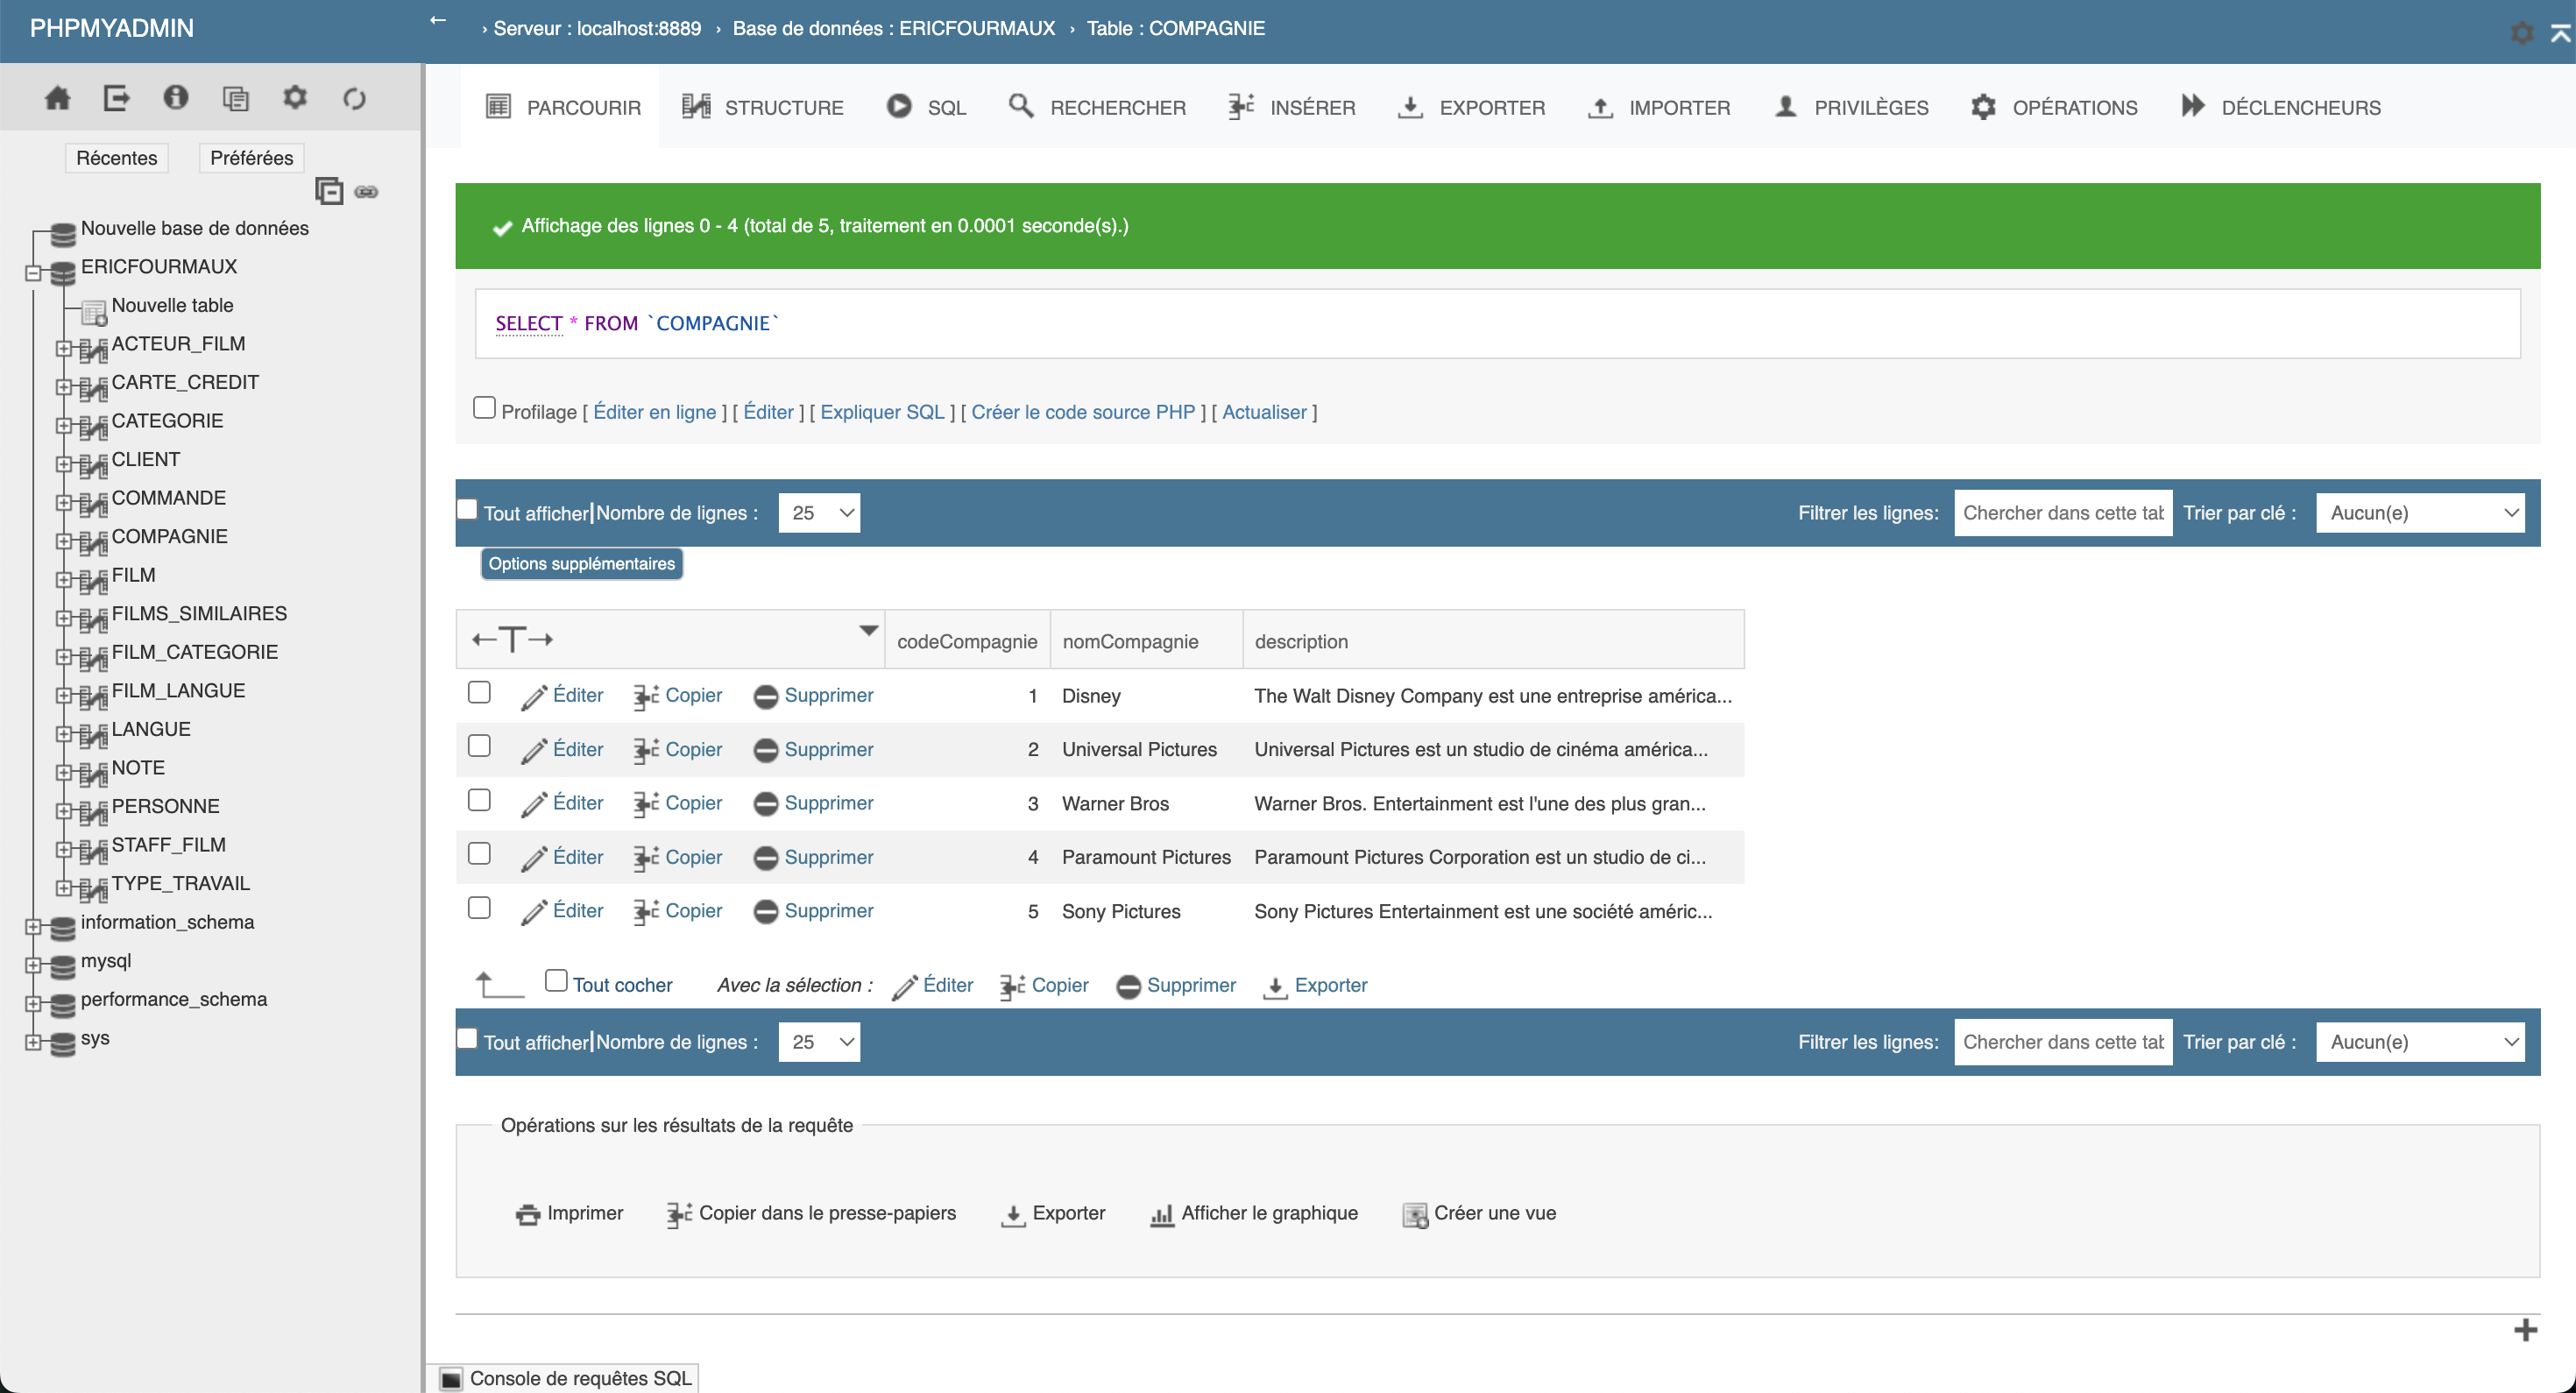 PHPMYADMIN
← › Serveur : localhost:8889 › Base de données : ERICFOURMAUX › Table : COMPAGNIE
Récentes Préférées
Nouvelle base de données
ERICFOURMAUX
Nouvelle table
ACTEUR_FILM
CARTE_CREDIT
CATEGORIE
CLIENT
COMMANDE
COMPAGNIE
FILM
FILMS_SIMILAIRES
FILM_CATEGORIE
FILM_LANGUE
LANGUE
NOTE
PERSONNE
STAFF_FILM
TYPE_TRAVAIL
information_schema
mysql
performance_schema
sys
PARCOURIR STRUCTURE SQL RECHERCHER INSÉRER EXPORTER IMPORTER PRIVILÈGES OPÉRATIONS DÉCLENCHEURS
Affichage des lignes 0 - 4 (total de 5, traitement en 0.0001 seconde(s).)
SELECT * FROM `COMPAGNIE`
Profilage [ Éditer en ligne ] [ Éditer ] [ Expliquer SQL ] [ Créer le code source PHP ] [ Actualiser ]
Tout afficher | Nombre de lignes : 25 Filtrer les lignes: Chercher dans cette tab Trier par clé : Aucun(e)
Options supplémentaires
←T→ codeCompagnie nomCompagnie description
Éditer Copier Supprimer 1 Disney The Walt Disney Company est une entreprise america...
Éditer Copier Supprimer 2 Universal Pictures Universal Pictures est un studio de cinéma américa...
Éditer Copier Supprimer 3 Warner Bros Warner Bros. Entertainment est l'une des plus gran...
Éditer Copier Supprimer 4 Paramount Pictures Paramount Pictures Corporation est un studio de ci...
Éditer Copier Supprimer 5 Sony Pictures Sony Pictures Entertainment est une société améric...
Tout cocher Avec la sélection : Éditer Copier Supprimer Exporter
Tout afficher | Nombre de lignes : 25 Filtrer les lignes: Chercher dans cette tab Trier par clé : Aucun(e)
Opérations sur les résultats de la requête
Imprimer Copier dans le presse-papiers Exporter Afficher le graphique Créer une vue
Console de requêtes SQL